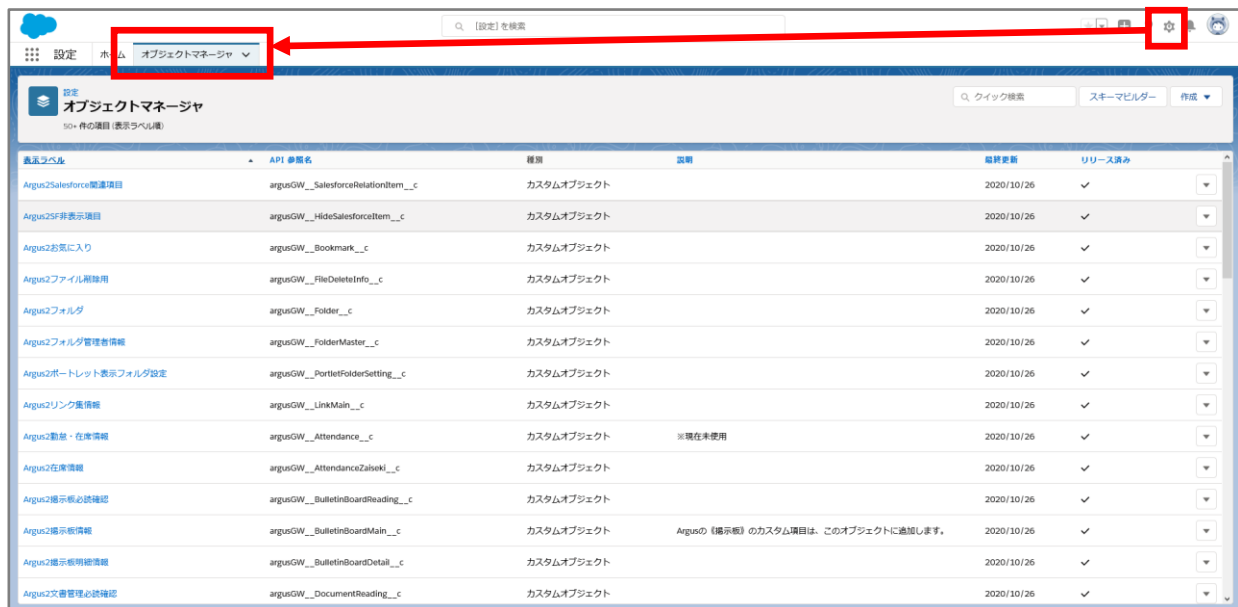 [設定] を検索
設定 ホーム オブジェクトマネージャ
設定
オブジェクトマネージャ
50+ 件の項目 (表示ラベル順)
クイック検索 スキーマビルダー 作成
表示ラベル API 参照名 種別 説明 最終更新 リリース済み
Argus2Salesforce関連項目 argusGW__SalesforceRelationItem__c カスタムオブジェクト 2020/10/26
Argus2SF非表示項目 argusGW__HideSalesforceItem__c カスタムオブジェクト 2020/10/26
Argus2お気に入り argusGW__Bookmark__c カスタムオブジェクト 2020/10/26
Argus2ファイル削除用 argusGW__FileDeleteInfo__c カスタムオブジェクト 2020/10/26
Argus2フォルダ argusGW__Folder__c カスタムオブジェクト 2020/10/26
Argus2フォルダ管理者情報 argusGW__FolderMaster__c カスタムオブジェクト 2020/10/26
Argus2ポートレット表示フォルダ設定 argusGW__PortletFolderSetting__c カスタムオブジェクト 2020/10/26
Argus2リンク集情報 argusGW__LinkMain__c カスタムオブジェクト 2020/10/26
Argus2勤怠・在席情報 argusGW__Attendance__c カスタムオブジェクト ※現在未使用 2020/10/26
Argus2在席情報 argusGW__AttendanceZaiseki__c カスタムオブジェクト 2020/10/26
Argus2掲示板必読確認 argusGW__BulletinBoardReading__c カスタムオブジェクト 2020/10/26
Argus2掲示板情報 argusGW__BulletinBoardMain__c カスタムオブジェクト Argusの《掲示板》のカスタム項目は、このオブジェクトに追加します。 2020/10/26
Argus2掲示板明細情報 argusGW__BulletinBoardDetail__c カスタムオブジェクト 2020/10/26
Argus2文書管理必読確認 argusGW__DocumentReading__c カスタムオブジェクト 2020/10/26